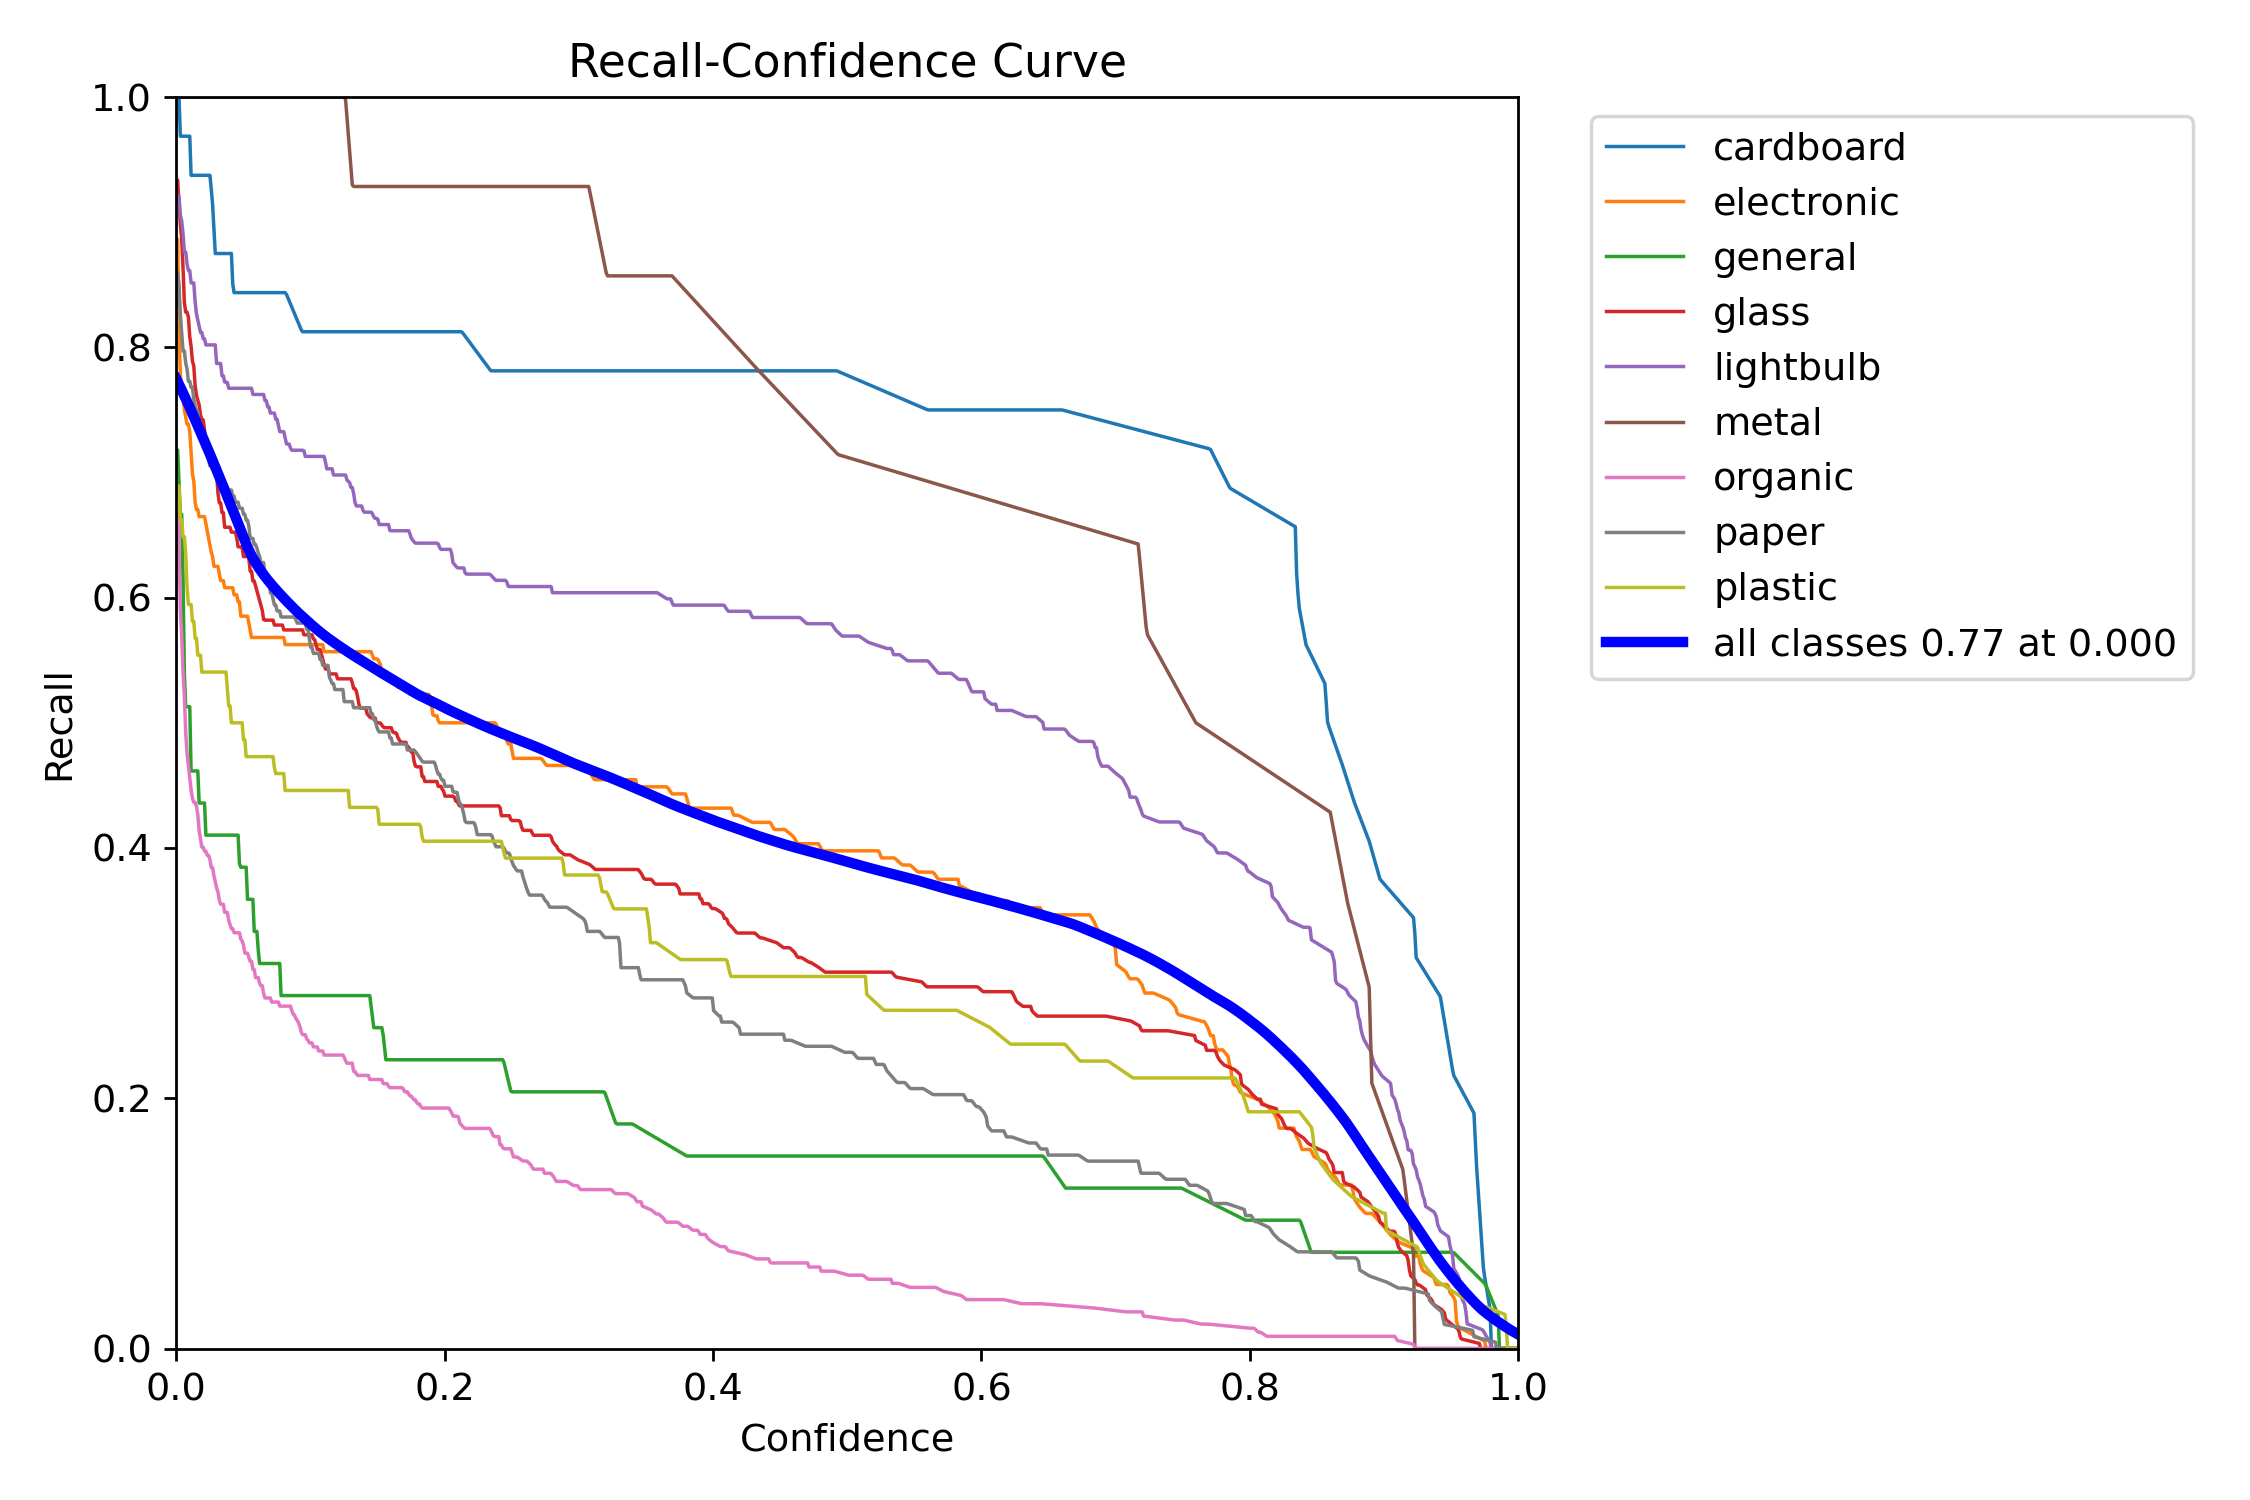 Recall-Confidence Curve
1.0
0.8
0.6
0.4
0.2
0.0
Recall
0.0 0.2 0.4 0.6 0.8 1.0
Confidence
cardboard
electronic
general
glass
lightbulb
metal
organic
paper
plastic
all classes 0.77 at 0.000